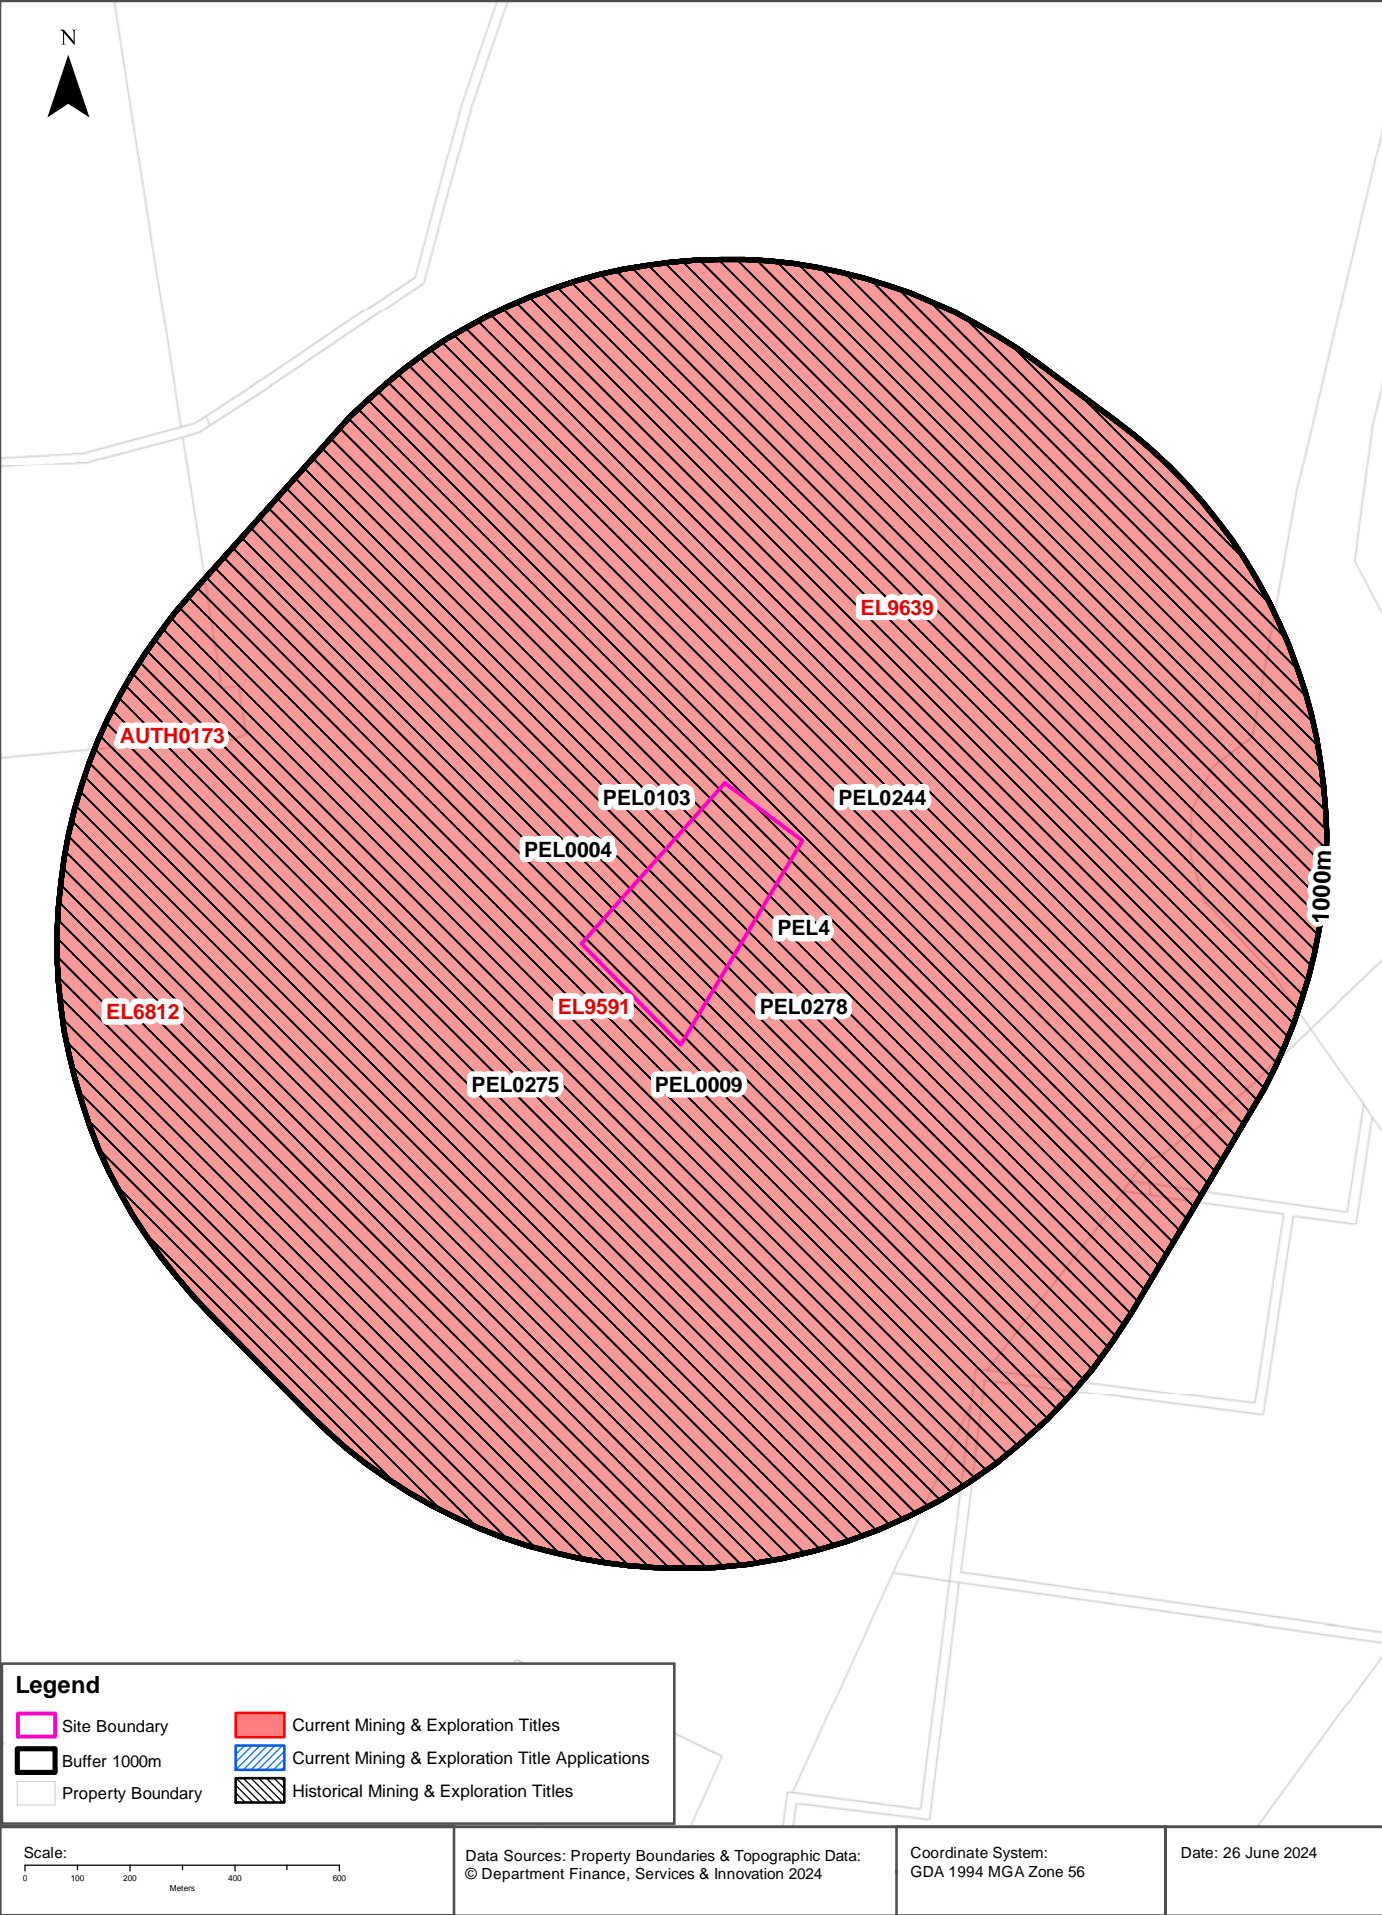 N
EL9639
AUTH0173
PEL0103
PEL0244
PEL0004
1000m
PEL4
EL6812
EL9591
PEL0278
PEL0275
PEL0009
Legend
Site Boundary
Current Mining & Exploration Titles
Buffer 1000m
Current Mining & Exploration Title Applications
Property Boundary
Historical Mining & Exploration Titles
Scale:
0 100 200 400 600
Meters
Data Sources: Property Boundaries & Topographic Data:
© Department Finance, Services & Innovation 2024
Coordinate System:
GDA 1994 MGA Zone 56
Date: 26 June 2024